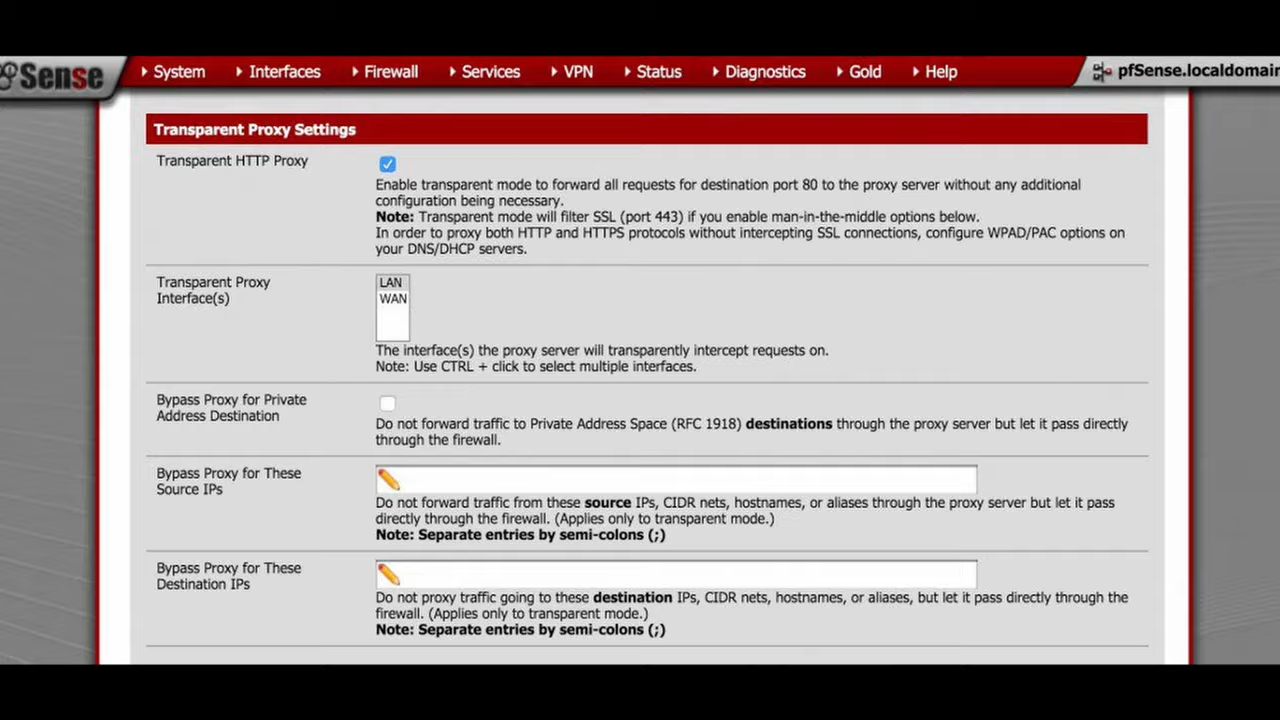 Sense System Interfaces Firewall Services VPN Status Diagnostics Gold Help pfSense.localdomain
Transparent Proxy Settings
Transparent HTTP Proxy
Enable transparent mode to forward all requests for destination port 80 to the proxy server without any additional
configuration being necessary.
Note: Transparent mode will filter SSL (port 443) if you enable man-in-the-middle options below.
In order to proxy both HTTP and HTTPS protocols without intercepting SSL connections, configure WPAD/PAC options on
your DNS/DHCP servers.
Transparent Proxy
Interface(s)
LAN
WAN
The interface(s) the proxy server will transparently intercept requests on.
Note: Use CTRL + click to select multiple interfaces.
Bypass Proxy for Private
Address Destination
Do not forward traffic to Private Address Space (RFC 1918) destinations through the proxy server but let it pass directly
through the firewall.
Bypass Proxy for These
Source IPs
Do not forward traffic from these source IPs, CIDR nets, hostnames, or aliases through the proxy server but let it pass
directly through the firewall. (Applies only to transparent mode.)
Note: Separate entries by semi-colons (;)
Bypass Proxy for These
Destination IPs
Do not proxy traffic going to these destination IPs, CIDR nets, hostnames, or aliases, but let it pass directly through the
firewall. (Applies only to transparent mode.)
Note: Separate entries by semi-colons (;)